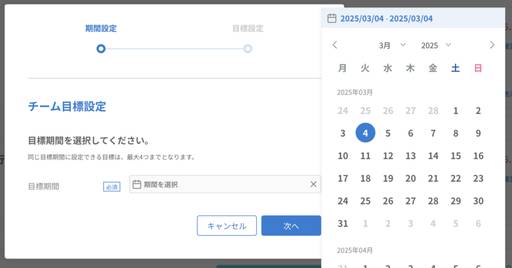 期間設定
目標設定
チーム目標設定
目標期間を選択してください。
同じ目標期間に設定できる目標は、最大4つまでとなります。
目標期間
必須
期間を選択
キャンセル
次へ
2025/03/04 - 2025/03/04
3月
2025
月 火 水 木 金 土 日
2025年03月
24 25 26 27 28 1 2
3 4 5 6 7 8 9
10 11 12 13 14 15 16
17 18 19 20 21 22 23
24 25 26 27 28 29 30
31 1 2 3 4 5 6
2025年04月
31 1 2 3 4 5 6